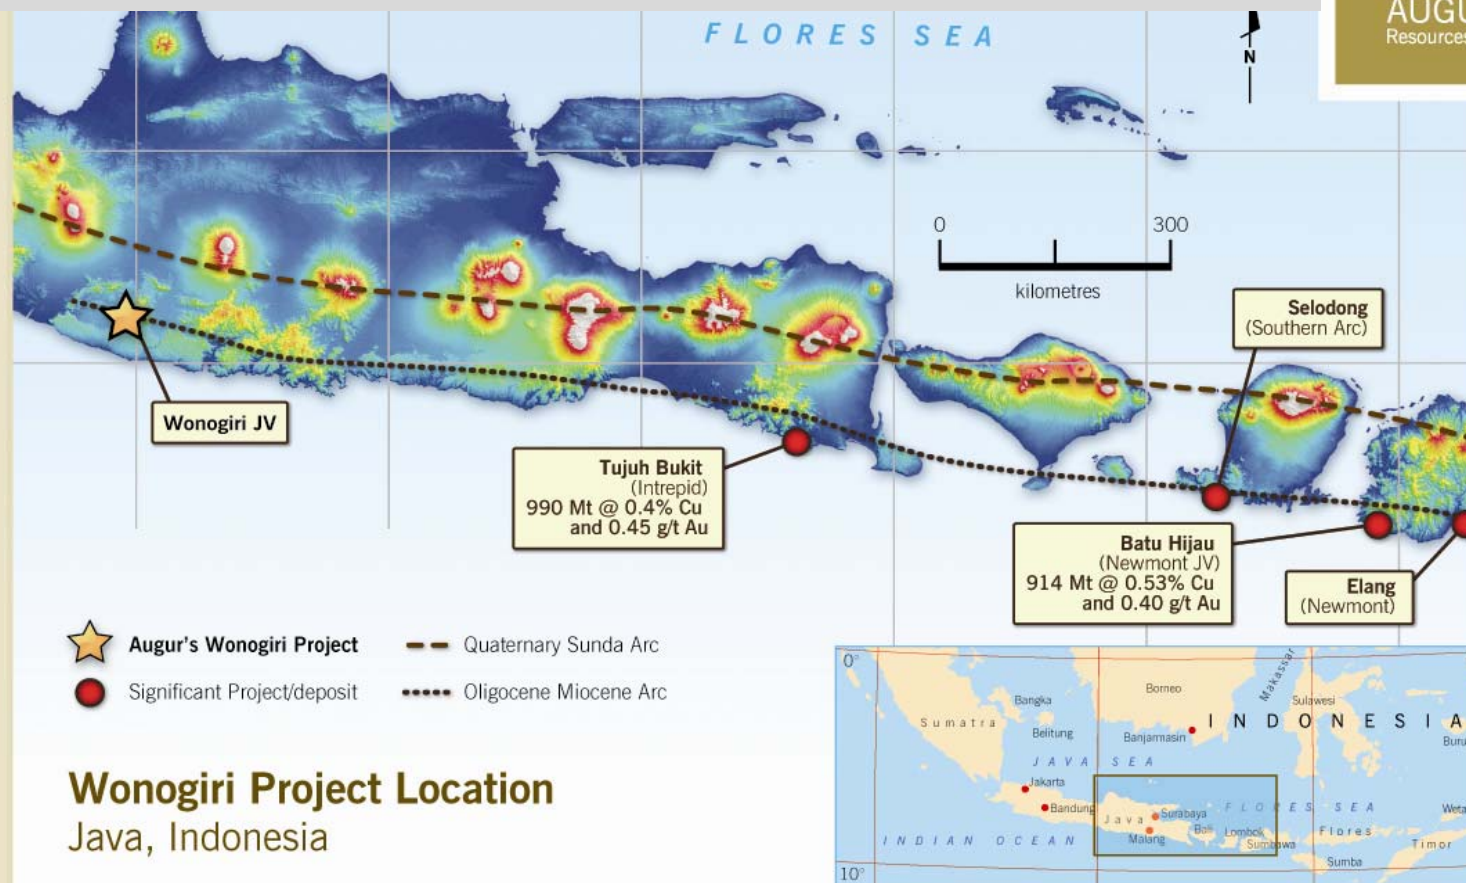 FLORES SEA
N
AUGU
Resources
0 300
kilometres
Selodong
(Southern Arc)
Wonogiri JV
Tujuh Bukit
(Intrepid)
990 Mt @ 0.4% Cu
and 0.45 g/t Au
Batu Hijau
(Newmont JV)
914 Mt @ 0.53% Cu
and 0.40 g/t Au
Elang
(Newmont)
Augur's Wonogiri Project
Quaternary Sunda Arc
Significant Project/deposit
Oligocene Miocene Arc
Wonogiri Project Location
Java, Indonesia
0°
Sumatra
Bangka
Belitung
Borneo
Banjarmasin
Makassar
Sulawesi
INDONESIA
Buru
JAVA SEA
Jakarta
Bandung
Java
Surabaya
Malang
Bali
Lombok
Sumbawa
FLORES SEA
Flores
Weta
Timor
Sumba
INDIAN OCEAN
10°